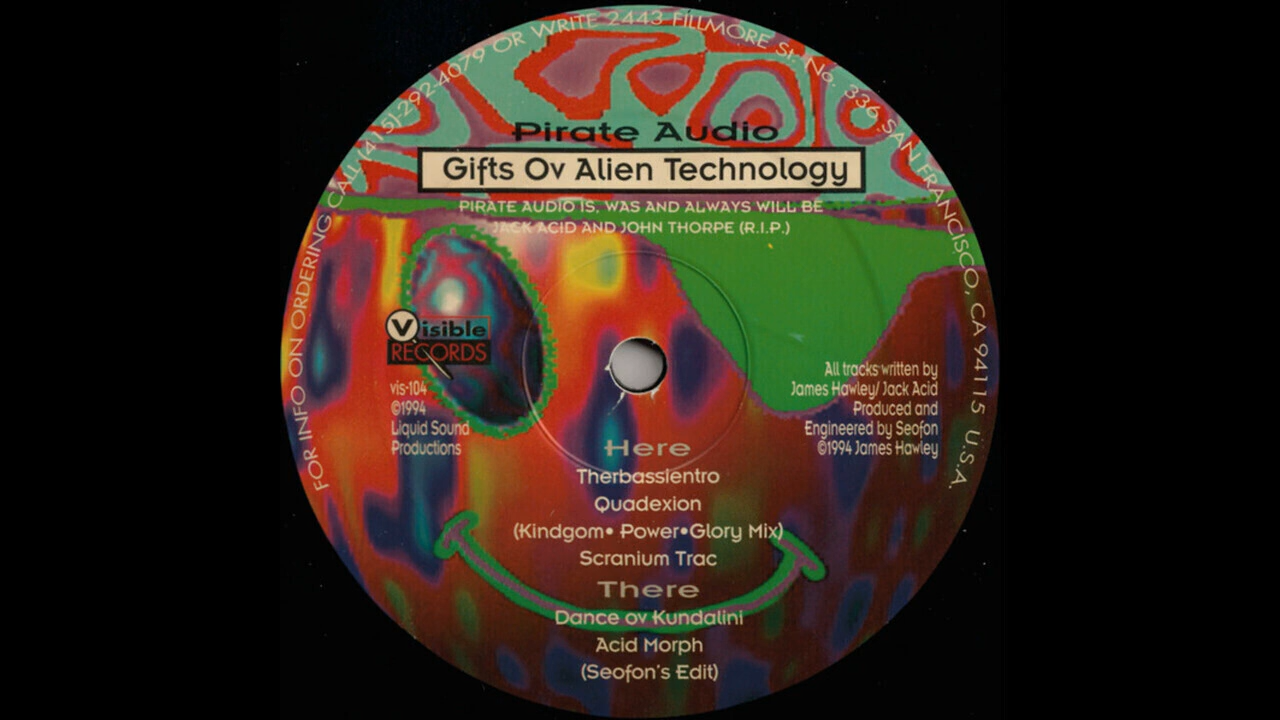 FOR INFO ON ORDERING CALL (415)-292-4079 OR WRITE 2443 FILLMORE St. No. 336 SAN FRANCISCO, CA 94115 U.S.A.
Pirate Audio
Gifts Ov Alien Technology
PIRATE AUDIO IS, WAS AND ALWAYS WILL BE
JACK ACID AND JOHN THORPE (R.I.P.)
Visible
RECORDS
vis-104
©1994
Liquid Sound
Productions
All tracks written by
James Hawley/ Jack Acid
Produced and
Engineered by Seofon
©1994 James Hawley
Here
Therbassientro
Quadexion
(Kindgom• Power•Glory Mix)
Scranium Trac
There
Dance ov Kundalini
Acid Morph
(Seofon's Edit)